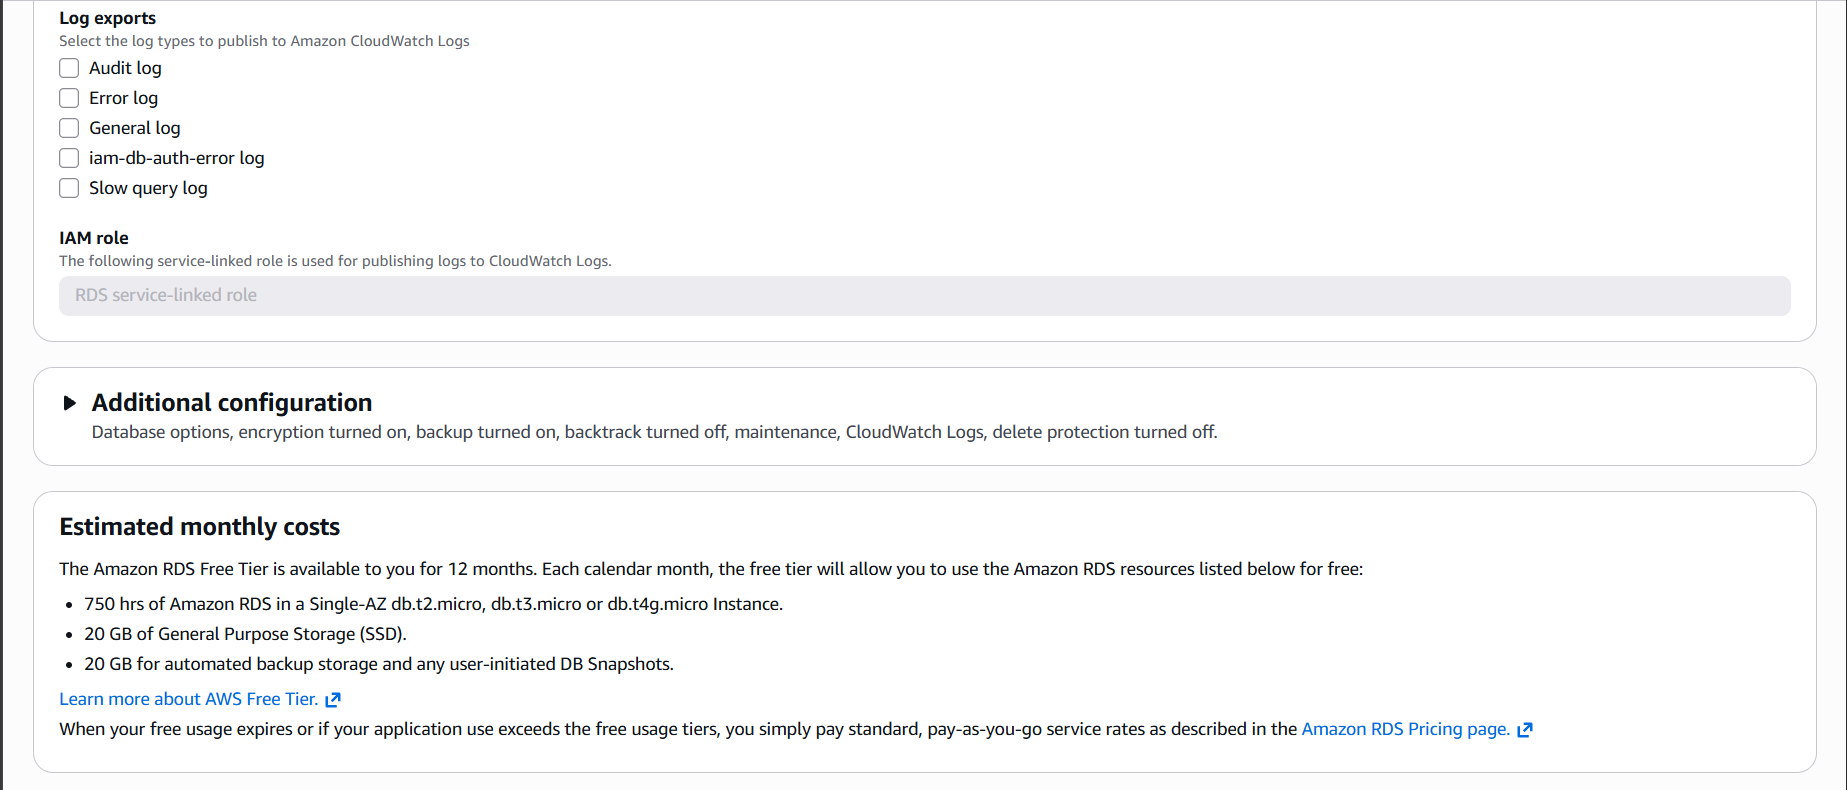 Log exports
Select the log types to publish to Amazon CloudWatch Logs
Audit log
Error log
General log
iam-db-auth-error log
Slow query log
IAM role
The following service-linked role is used for publishing logs to CloudWatch Logs.
RDS service-linked role
Additional configuration
Database options, encryption turned on, backup turned on, backtrack turned off, maintenance, CloudWatch Logs, delete protection turned off.
Estimated monthly costs
The Amazon RDS Free Tier is available to you for 12 months. Each calendar month, the free tier will allow you to use the Amazon RDS resources listed below for free:
• 750 hrs of Amazon RDS in a Single-AZ db.t2.micro, db.t3.micro or db.t4g.micro Instance.
• 20 GB of General Purpose Storage (SSD).
• 20 GB for automated backup storage and any user-initiated DB Snapshots.
Learn more about AWS Free Tier.
When your free usage expires or if your application use exceeds the free usage tiers, you simply pay standard, pay-as-you-go service rates as described in the Amazon RDS Pricing page.